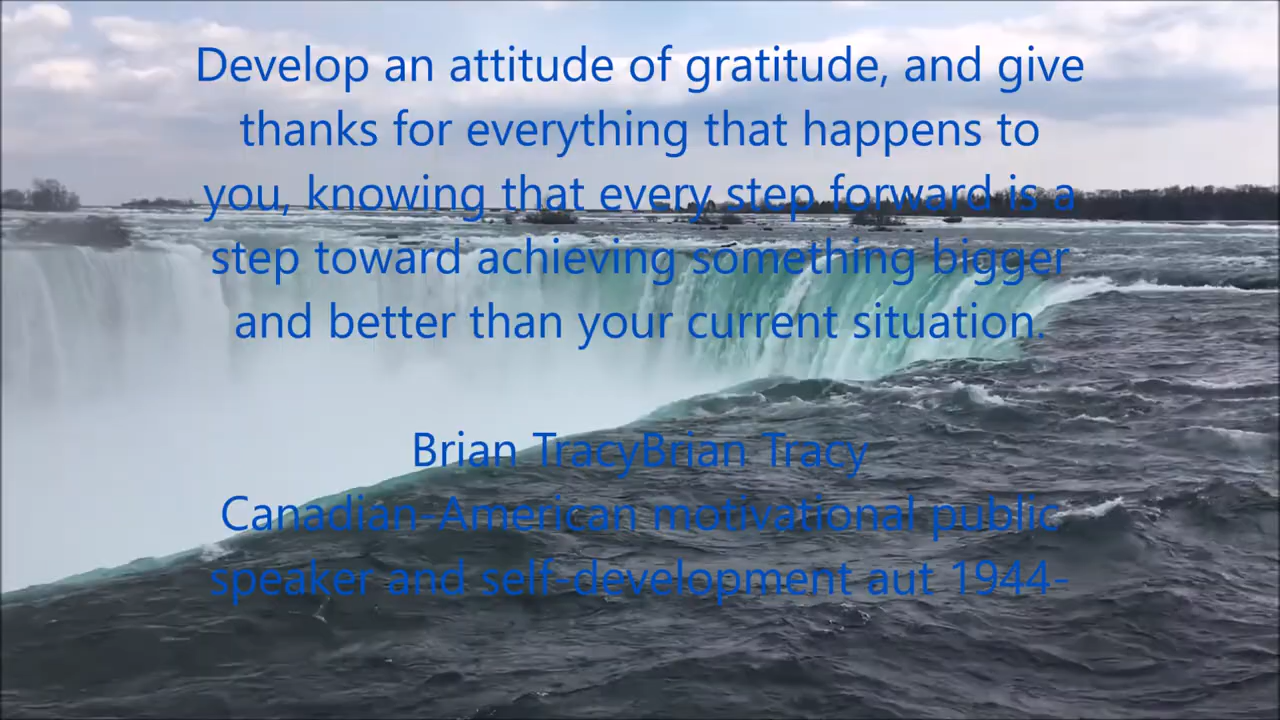 Develop an attitude of gratitude, and give
thanks for everything that happens to
you, knowing that every step forward is a
step toward achieving something bigger
and better than your current situation.
Brian TracyBrian Tracy
Canadian-American motivational public
speaker and self-development aut 1944-